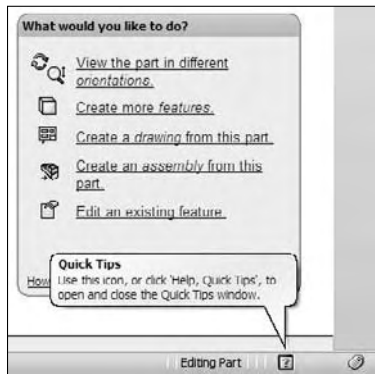 What would you like to do?
View the part in different
orientations.
Create more features.
Create a drawing from this part.
Create an assembly from this
part.
Edit an existing feature.
Quick Tips
Use this icon, or click 'Help, Quick Tips', to
open and close the Quick Tips window.
How
Editing Part